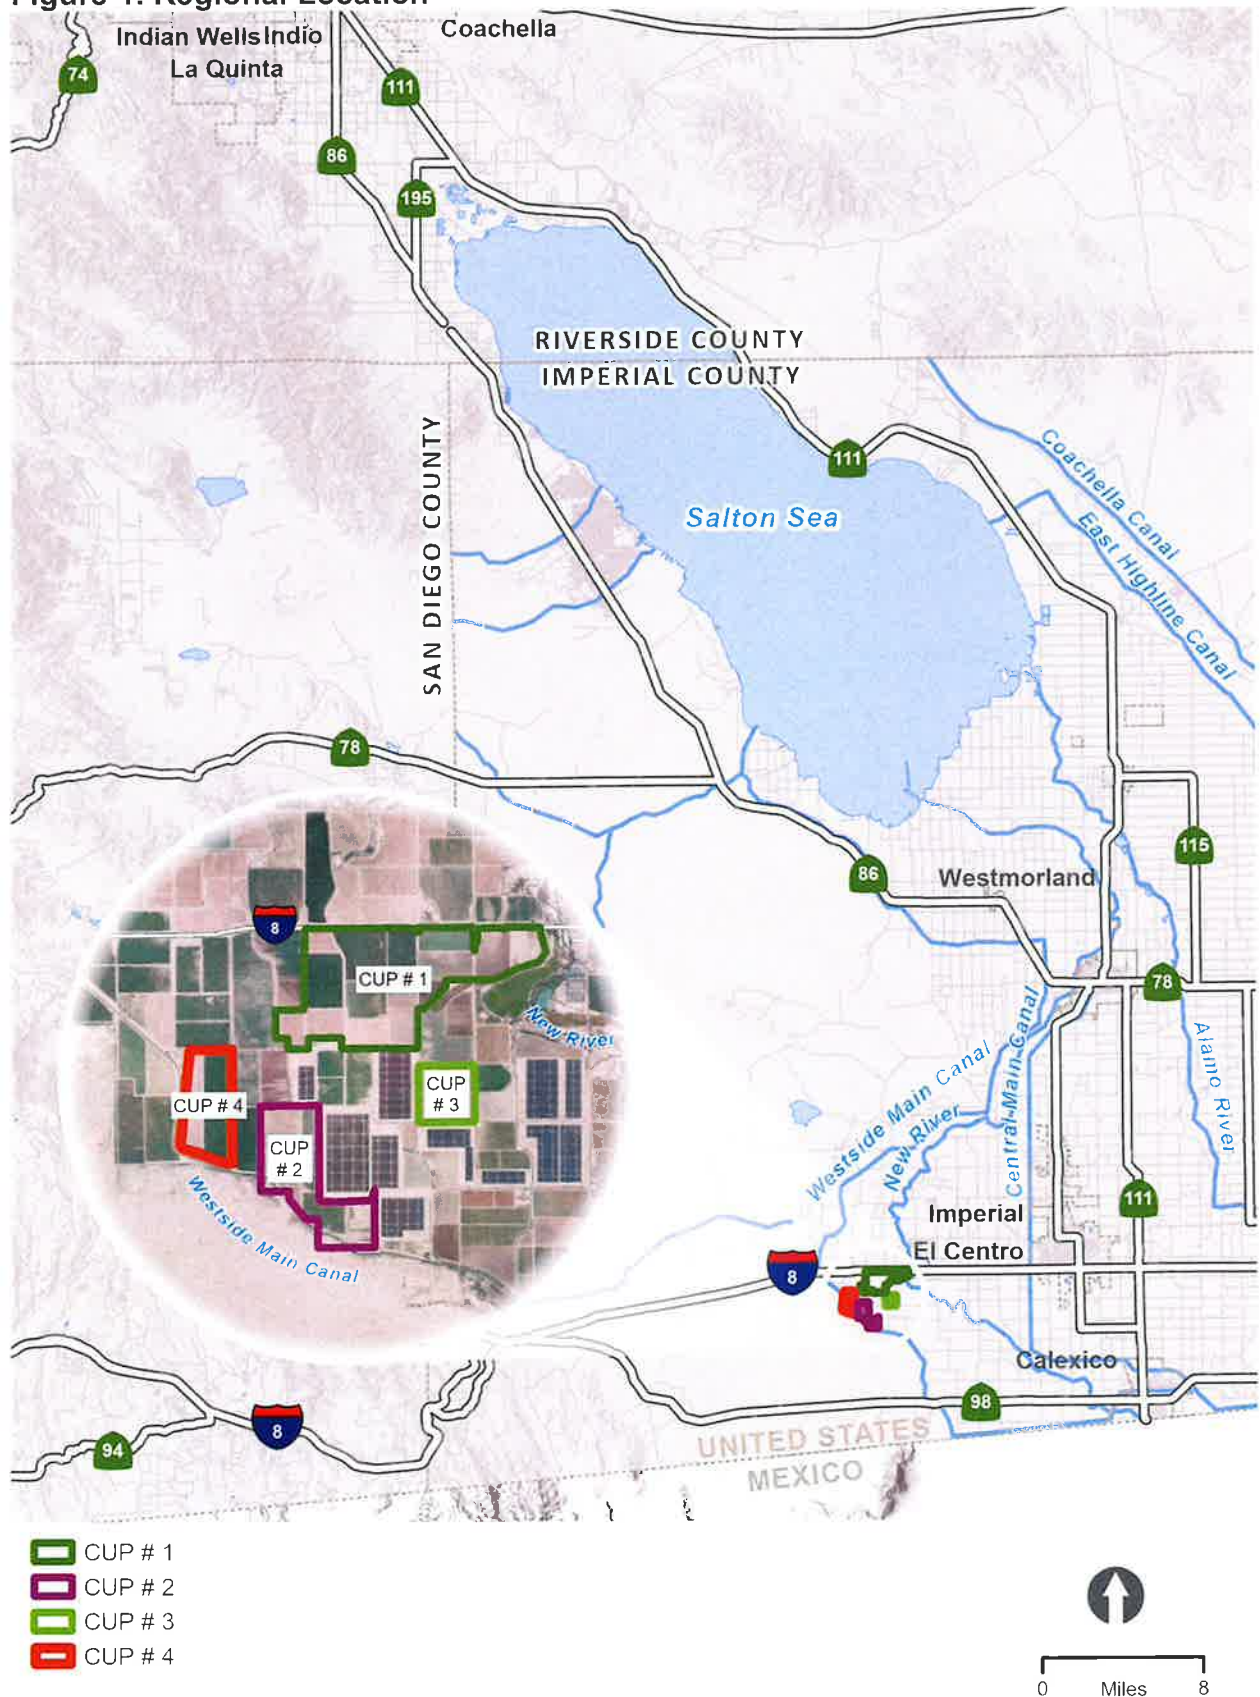 Figure 1: Regional Location
Indian Wells
Indio
Coachella
La Quinta
74
111
86
195
RIVERSIDE COUNTY
IMPERIAL COUNTY
SAN DIEGO COUNTY
111
Coachella Canal
East Highline Canal
Salton Sea
78
115
86
Westmorland
8
CUP # 1
78
New River
Westside Main Canal
Central Main Canal
New River
Alamo River
CUP
# 3
CUP # 4
CUP
# 2
111
Westside Main Canal
Imperial
El Centro
8
Calexico
98
8
94
UNITED STATES
MEXICO
CUP # 1
CUP # 2
CUP # 3
CUP # 4
0 Miles 8